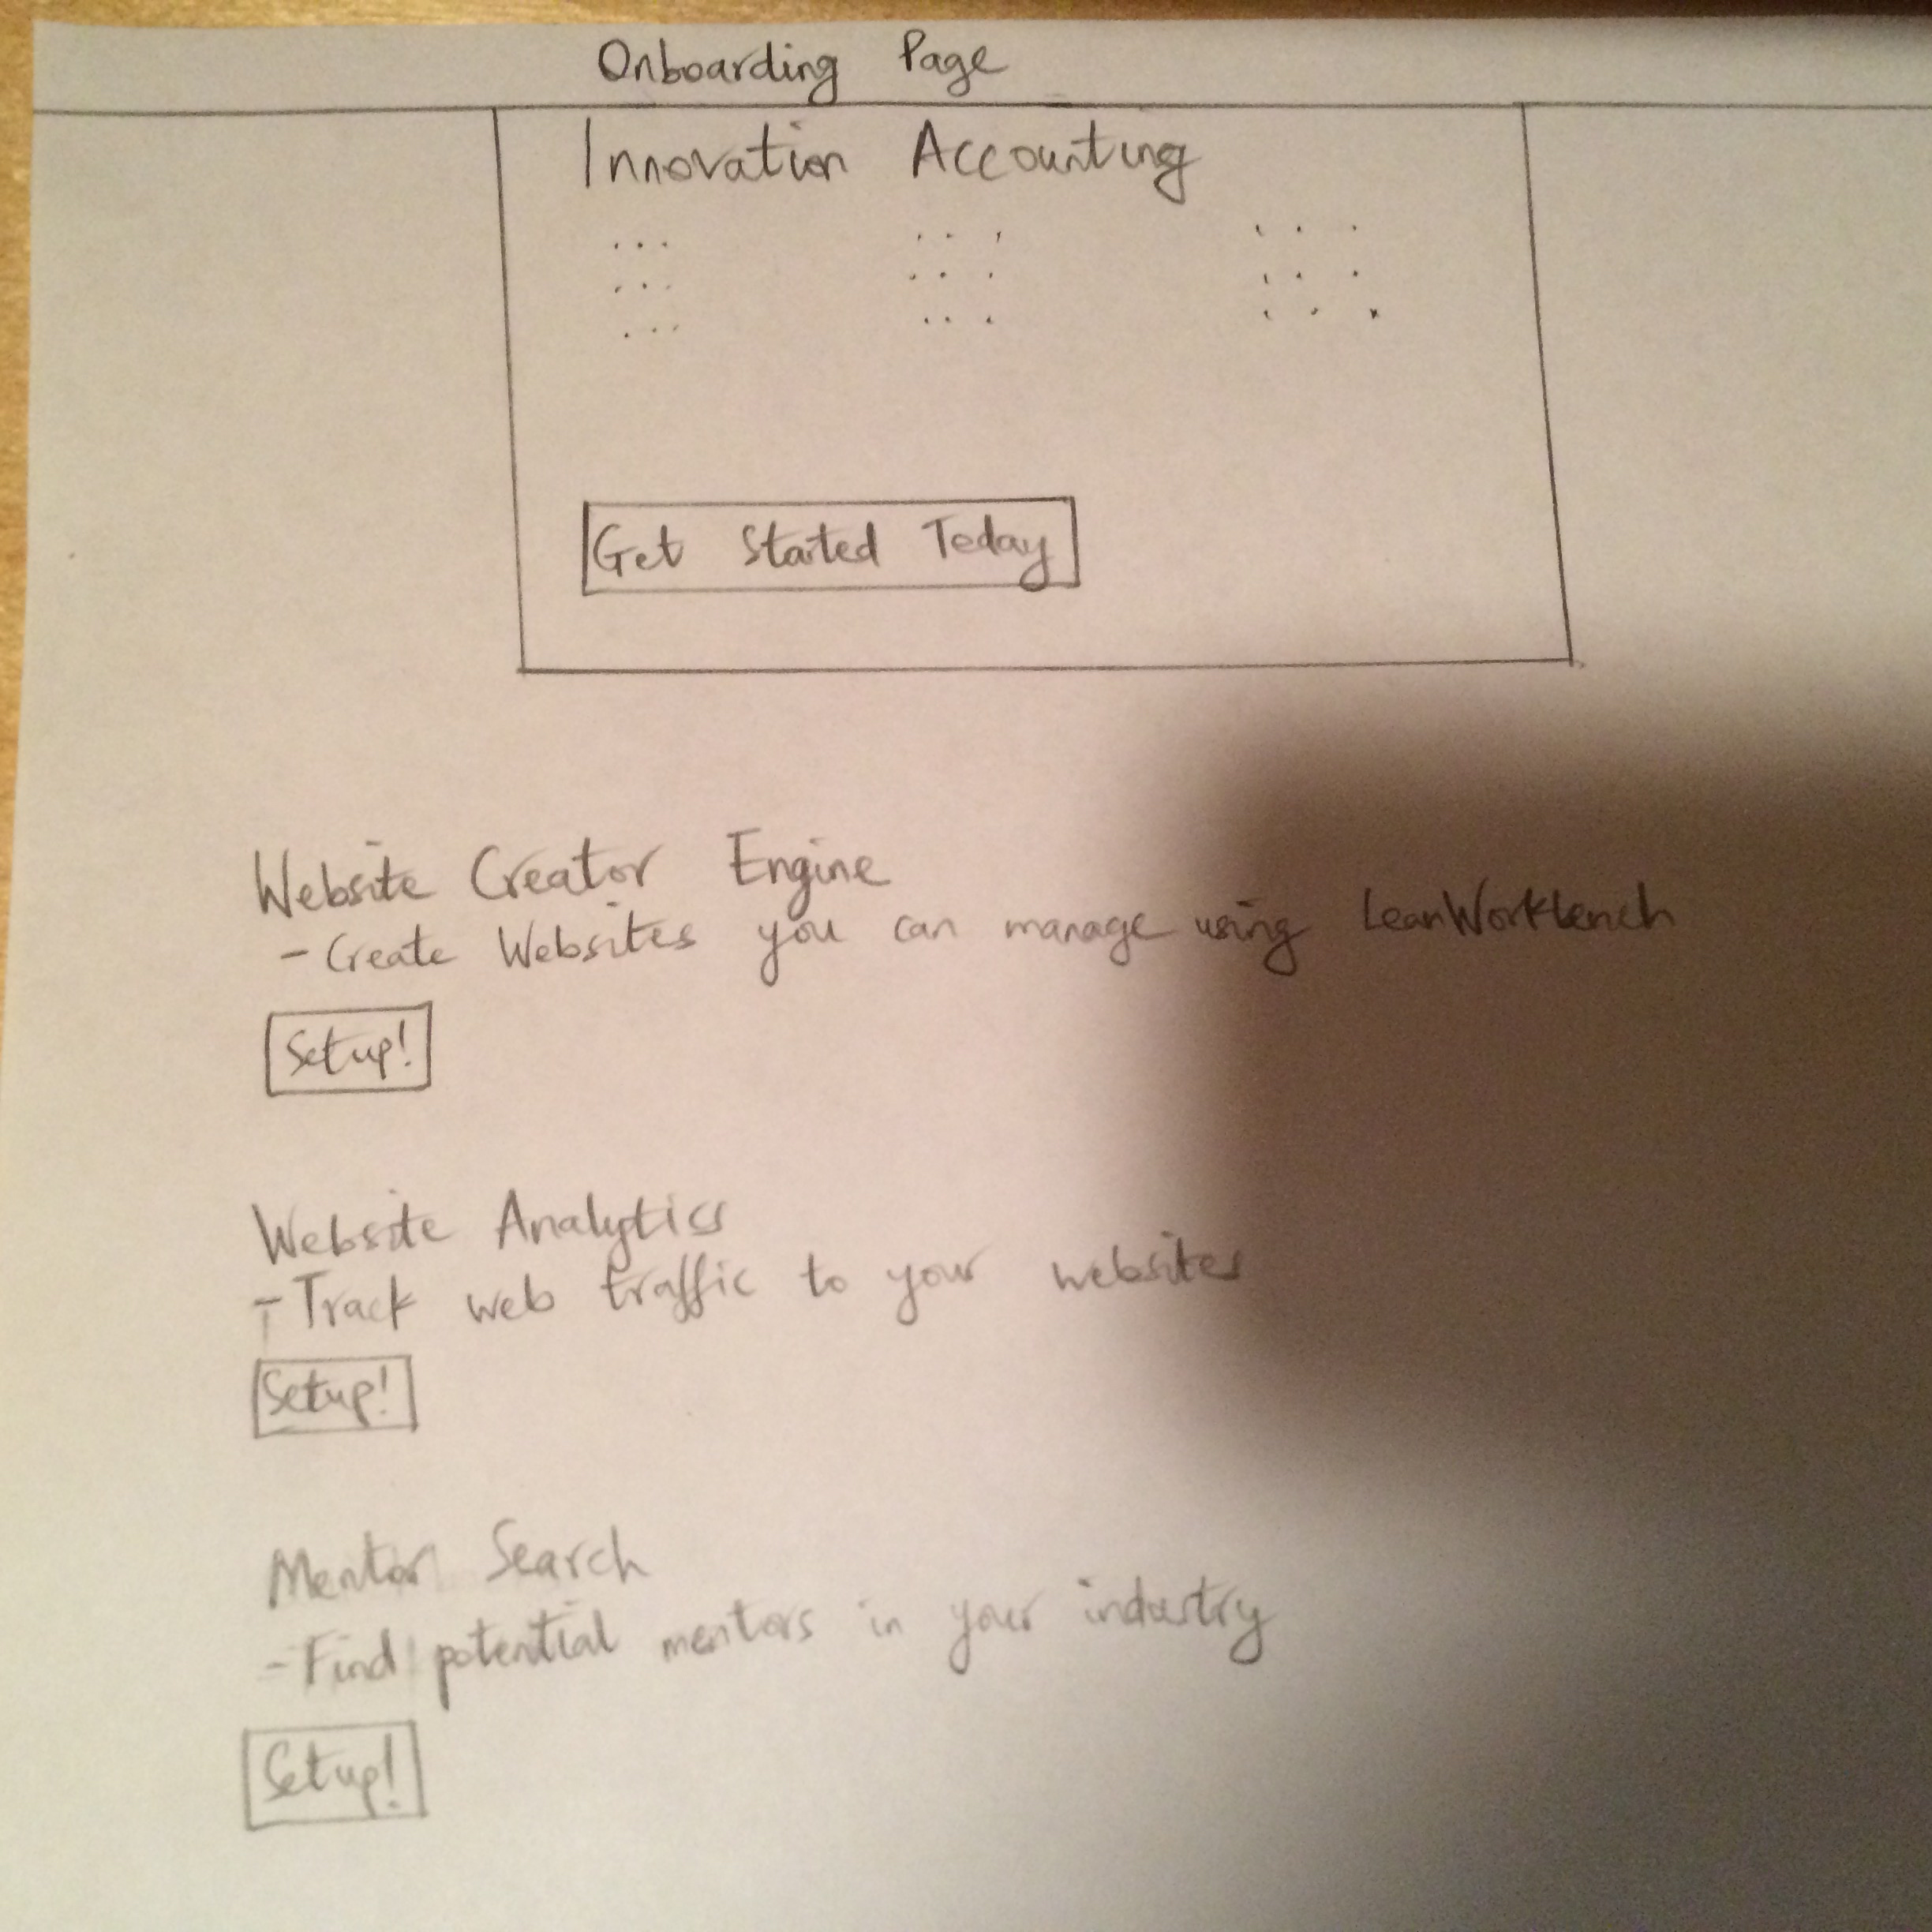 Onboarding Page
Innovation Accounting
... ... ...
... ... ...
... ... ...
Get Started Today
Website Creator Engine
- Create Websites you can manage using LeanWorkbench
Setup!
Website Analytics
- Track web traffic to your websites
Setup!
Mentor Search
- Find potential mentors in your industry
Setup!